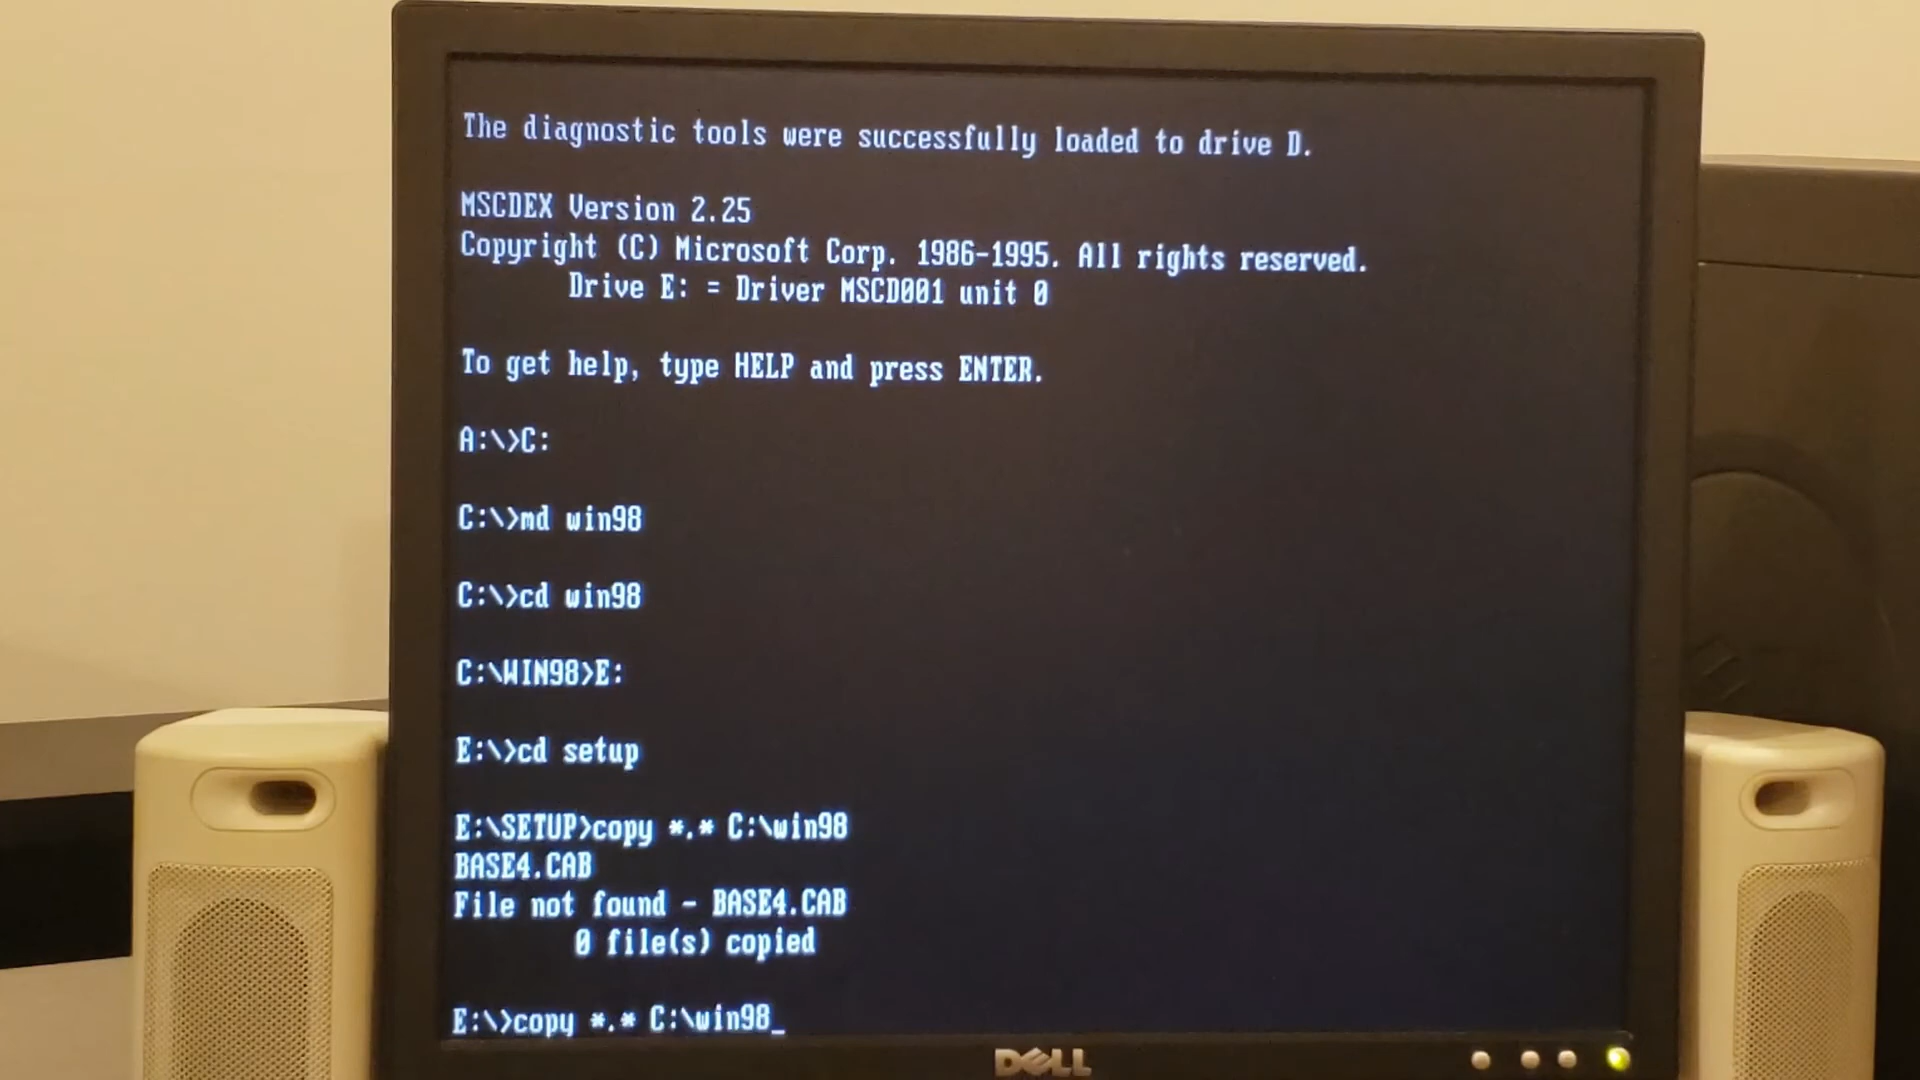 The diagnostic tools were successfully loaded to drive D.
MSCDEX Version 2.25
Copyright (C) Microsoft Corp. 1986-1995. All rights reserved.
Drive E: = Driver MSCD001 unit 0
To get help, type HELP and press ENTER.
A:\>C:
C:\>md win98
C:\>cd win98
C:\WIN98>E:
E:\>cd setup
E:\SETUP>copy *.* C:\win98
BASE4.CAB
File not found - BASE4.CAB
0 file(s) copied
E:\>copy *.* C:\win98_
DELL